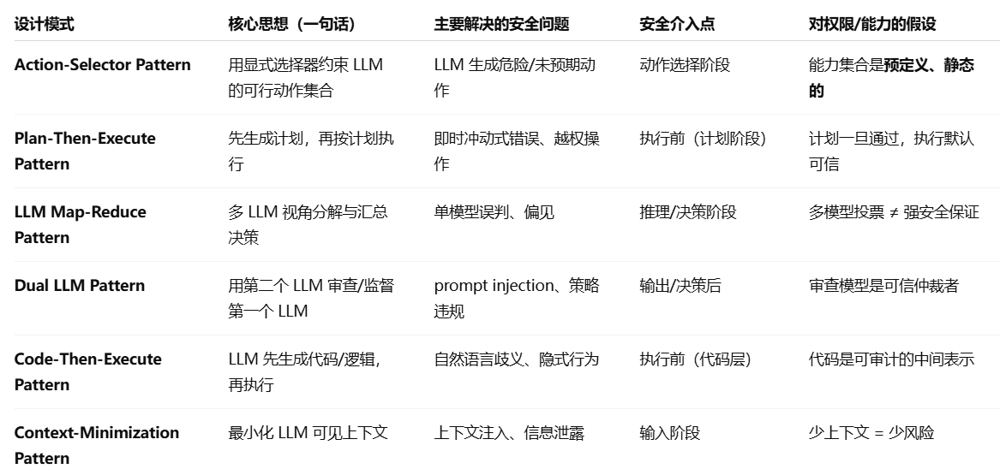 设计模式 核心思想（一句话） 主要解决的安全问题 安全介入点 对权限/能力的假设
Action-Selector Pattern 用显式选择器约束 LLM LLM 生成危险/未预期动 动作选择阶段 能力集合是预定义、静态
的可行动作集合 作 的
Plan-Then-Execute 先生成计划，再按计划执 即时冲动式错误、越权操 执行前（计划阶段） 计划一旦通过，执行默认
Pattern 行 作 可信
LLM Map-Reduce 多 LLM 视角分解与汇总 单模型误判、偏见 推理/决策阶段 多模型投票 ≠ 强安全保证
Pattern 决策
Dual LLM Pattern 用第二个 LLM 审查/监督 prompt injection、策略 输出/决策后 审查模型是可信仲裁者
第一个 LLM 违规
Code-Then-Execute LLM 先生成代码/逻辑， 自然语言歧义、隐式行为 执行前（代码层） 代码是可审计的中间表示
Pattern 再执行
Context-Minimization 最小化 LLM 可见上下文 上下文注入、信息泄露 输入阶段 少上下文 = 少风险
Pattern